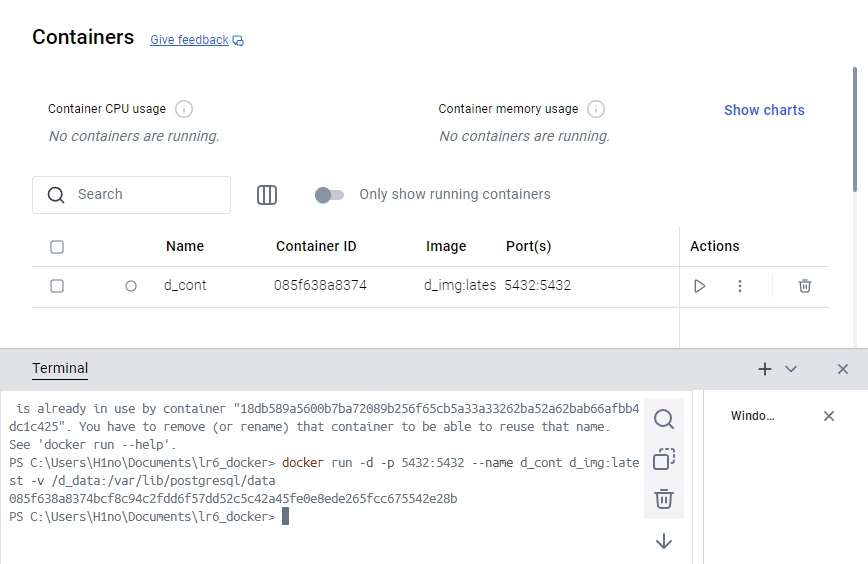 Containers Give feedback
Container CPU usage Container memory usage Show charts
No containers are running. No containers are running.
Search Only show running containers
Name Container ID Image Port(s) Actions
d_cont 085f638a8374 d_img:lates 5432:5432
Terminal
is already in use by container "18db589a5600b7ba72089b256f65cb5a33a33262ba52a62bab66afbb4
dc1c425". You have to remove (or rename) that container to be able to reuse that name.
See 'docker run --help'.
PS C:\Users\H1no\Documents\lr6_docker> docker run -d -p 5432:5432 --name d_cont d_img:late
st -v /d_data:/var/lib/postgresql/data
085f638a8374bcf8c94c2fdd6f57dd52c5c42a45fe0e8ede265fcc675542e28b
PS C:\Users\H1no\Documents\lr6_docker>
Windo...